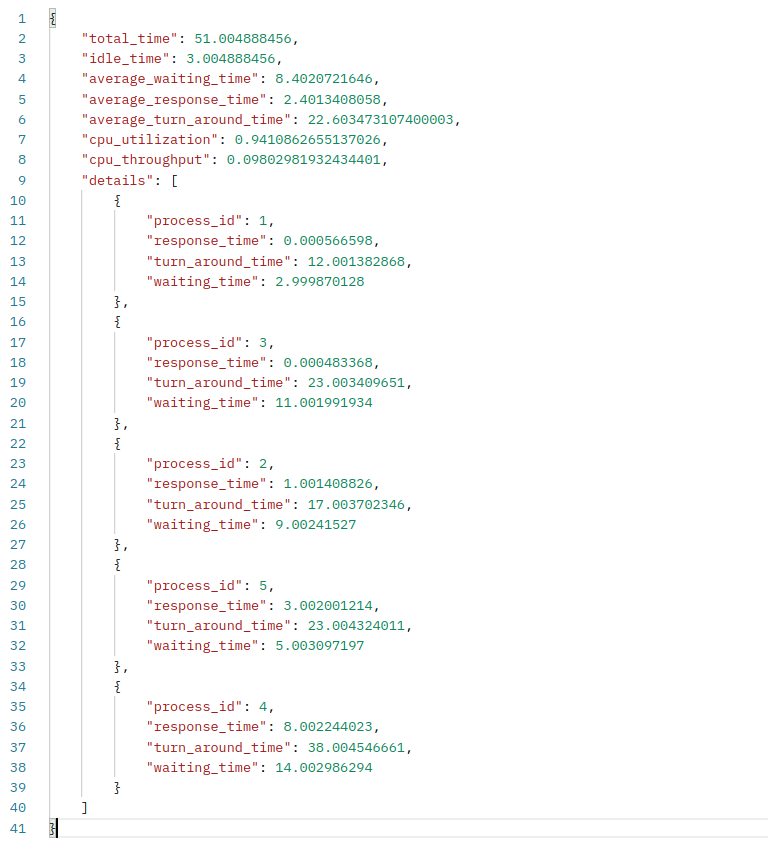 1 {
2 "total_time": 51.004888456,
3 "idle_time": 3.004888456,
4 "average_waiting_time": 8.4020721646,
5 "average_response_time": 2.4013408058,
6 "average_turn_around_time": 22.603473107400003,
7 "cpu_utilization": 0.9410862655137026,
8 "cpu_throughput": 0.09802981932434401,
9 "details": [
10 {
11 "process_id": 1,
12 "response_time": 0.000566598,
13 "turn_around_time": 12.001382868,
14 "waiting_time": 2.999870128
15 },
16 {
17 "process_id": 3,
18 "response_time": 0.000483368,
19 "turn_around_time": 23.003409651,
20 "waiting_time": 11.001991934
21 },
22 {
23 "process_id": 2,
24 "response_time": 1.001408826,
25 "turn_around_time": 17.003702346,
26 "waiting_time": 9.00241527
27 },
28 {
29 "process_id": 5,
30 "response_time": 3.002001214,
31 "turn_around_time": 23.004324011,
32 "waiting_time": 5.003097197
33 },
34 {
35 "process_id": 4,
36 "response_time": 8.002244023,
37 "turn_around_time": 38.004546661,
38 "waiting_time": 14.002986294
39 }
40 ]
41 }